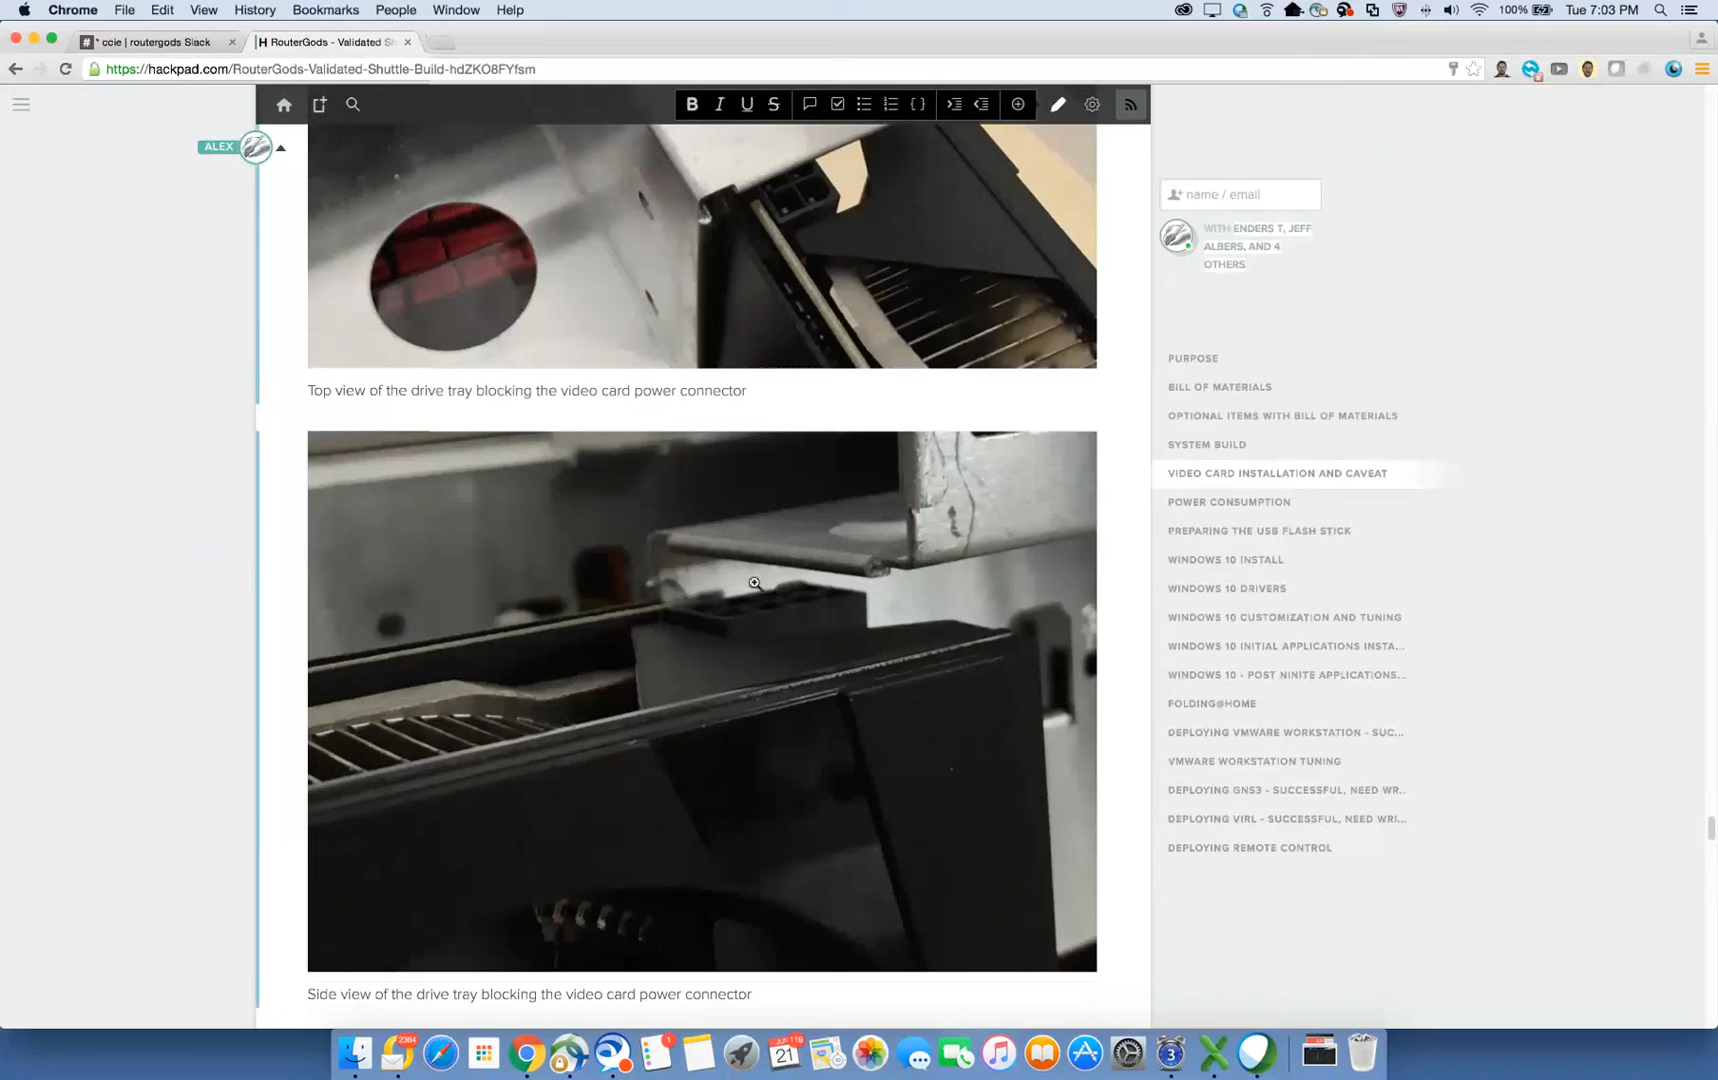 Chrome File Edit View History Bookmarks People Window Help
100% Tue 7:03 PM
* ccie | routergods Slack
RouterGods - Validated Sh
https://hackpad.com/RouterGods-Validated-Shuttle-Build-hdZKO8FYfsm
B I U S
ALEX
name / email
WITH ENDERS T, JEFF
ALBERS, AND 4
OTHERS
Top view of the drive tray blocking the video card power connector
PURPOSE
BILL OF MATERIALS
OPTIONAL ITEMS WITH BILL OF MATERIALS
SYSTEM BUILD
VIDEO CARD INSTALLATION AND CAVEAT
POWER CONSUMPTION
PREPARING THE USB FLASH STICK
WINDOWS 10 INSTALL
WINDOWS 10 DRIVERS
WINDOWS 10 CUSTOMIZATION AND TUNING
WINDOWS 10 INITIAL APPLICATIONS INSTA...
WINDOWS 10 - POST NINITE APPLICATIONS...
FOLDING@HOME
DEPLOYING VMWARE WORKSTATION - SUC...
VMWARE WORKSTATION TUNING
DEPLOYING GNS3 - SUCCESSFUL, NEED WR...
DEPLOYING VIRL - SUCCESSFUL, NEED WRI...
DEPLOYING REMOTE CONTROL
Side view of the drive tray blocking the video card power connector
2364
1
21
3